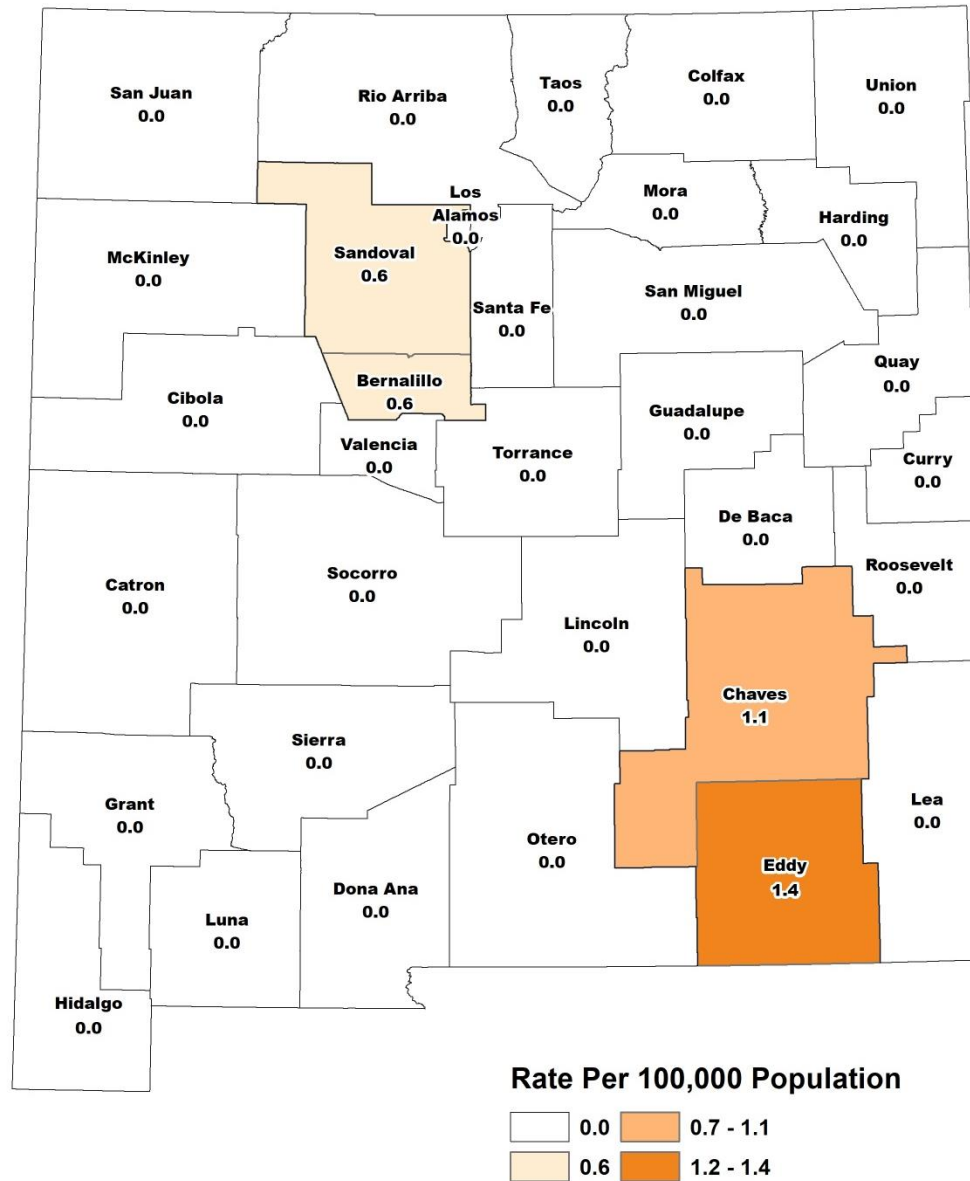 San Juan
0.0
Rio Arriba
0.0
Taos
0.0
Colfax
0.0
Union
0.0
Los
Alamos
0.0
Mora
0.0
Harding
0.0
McKinley
0.0
Sandoval
0.6
Santa Fe
0.0
San Miguel
0.0
Quay
0.0
Cibola
0.0
Bernalillo
0.6
Guadalupe
0.0
Valencia
0.0
Torrance
0.0
Curry
0.0
De Baca
0.0
Roosevelt
0.0
Catron
0.0
Socorro
0.0
Lincoln
0.0
Chaves
1.1
Sierra
0.0
Grant
0.0
Lea
0.0
Otero
0.0
Eddy
1.4
Dona Ana
0.0
Luna
0.0
Hidalgo
0.0
Rate Per 100,000 Population
0.0
0.7 - 1.1
0.6
1.2 - 1.4